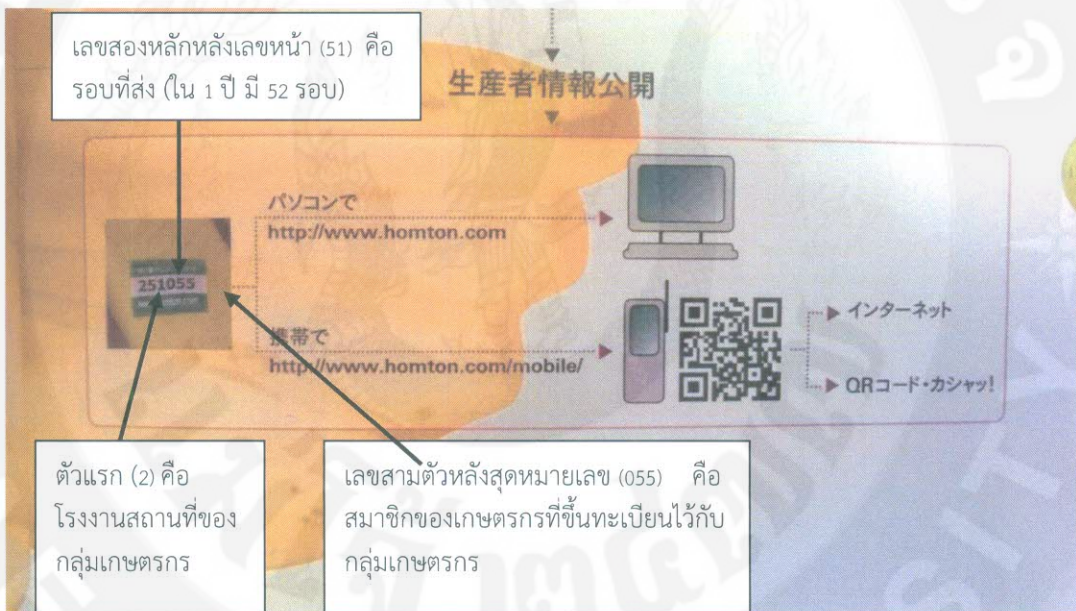 เลขสองหลักหลังเลขหน้า (51) คือ
รอบที่ส่ง (ใน 1 ปี มี 52 รอบ)
生産者情報公開
パソコンで
http://www.homton.com
251055
携帯で
http://www.homton.com/mobile/
インターネット
QRコード・カシャッ!
ตัวแรก (2) คือ
โรงงานสถานที่ของ
กลุ่มเกษตรกร
เลขสามตัวหลังสุดหมายเลข (055) คือ
สมาชิกของเกษตรกรที่ขึ้นทะเบียนไว้กับ
กลุ่มเกษตรกร